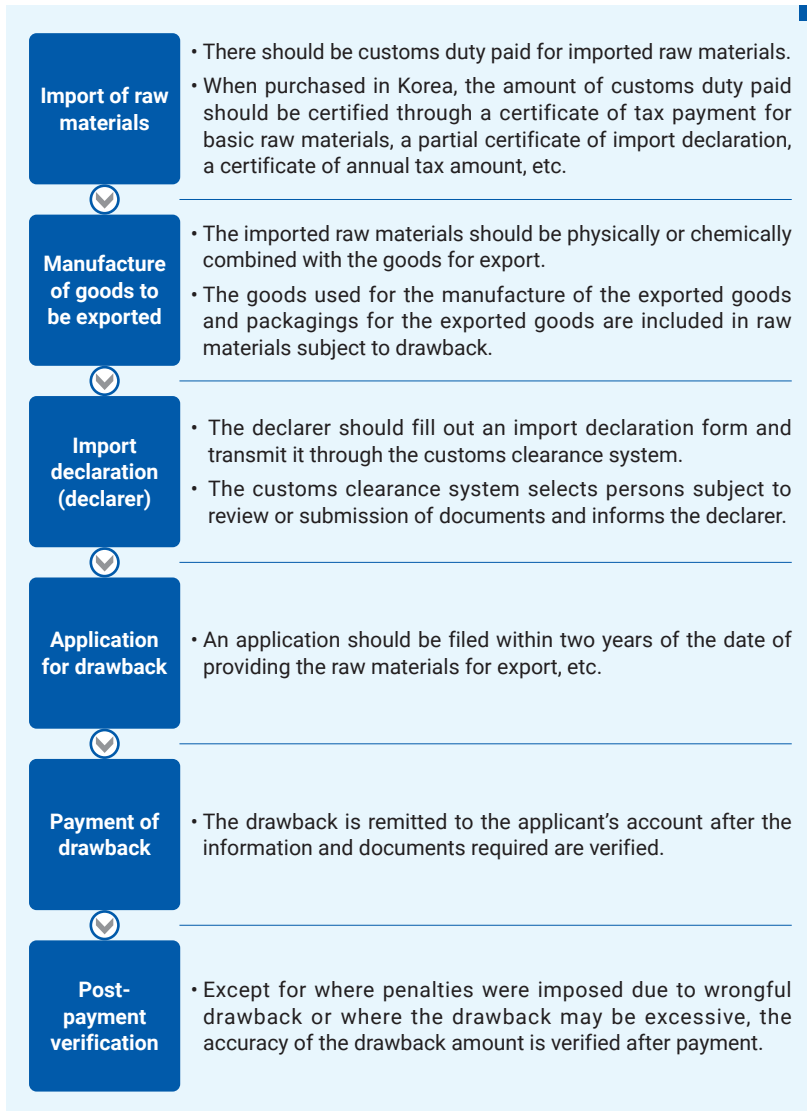 Import of raw
materials
• There should be customs duty paid for imported raw materials.
• When purchased in Korea, the amount of customs duty paid
should be certified through a certificate of tax payment for
basic raw materials, a partial certificate of import declaration,
a certificate of annual tax amount, etc.
Manufacture
of goods to
be exported
• The imported raw materials should be physically or chemically
combined with the goods for export.
• The goods used for the manufacture of the exported goods
and packagings for the exported goods are included in raw
materials subject to drawback.
Import
declaration
(declarer)
• The declarer should fill out an import declaration form and
transmit it through the customs clearance system.
• The customs clearance system selects persons subject to
review or submission of documents and informs the declarer.
Application
for drawback
• An application should be filed within two years of the date of
providing the raw materials for export, etc.
Payment of
drawback
• The drawback is remitted to the applicant’s account after the
information and documents required are verified.
Post-
payment
verification
• Except for where penalties were imposed due to wrongful
drawback or where the drawback may be excessive, the
accuracy of the drawback amount is verified after payment.